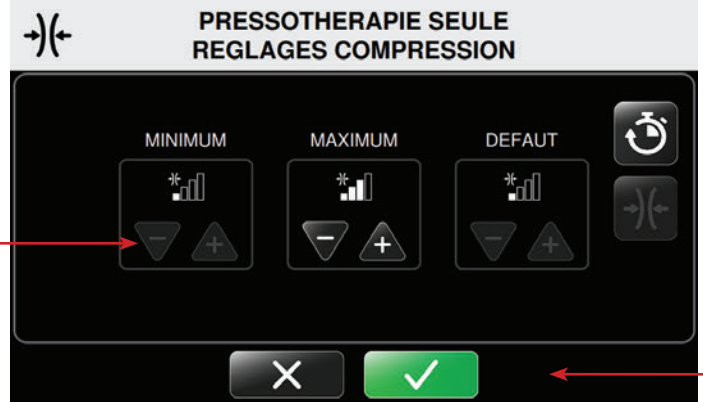 PRESSOTHERAPIE SEULE
REGLAGES COMPRESSION
MINIMUM MAXIMUM DEFAUT